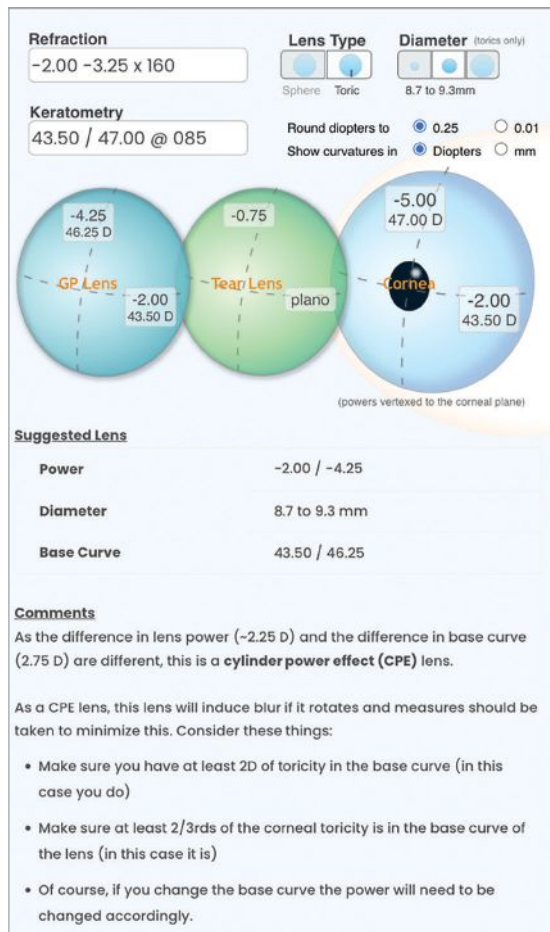 Refraction
-2.00 -3.25 x 160
Lens Type
Sphere Toric
Diameter (torics only)
8.7 to 9.3mm
Keratometry
43.50 / 47.00 @ 085
Round diopters to 0.25 0.01
Show curvatures in Diopters mm
-4.25
46.25 D
GP Lens
-2.00
43.50 D
-0.75
Tear Lens
plano
-5.00
47.00 D
Cornea
-2.00
43.50 D
(powers vertexed to the corneal plane)
Suggested Lens
Power -2.00 / -4.25
Diameter 8.7 to 9.3 mm
Base Curve 43.50 / 46.25
Comments
As the difference in lens power (~2.25 D) and the difference in base curve
(2.75 D) are different, this is a cylinder power effect (CPE) lens.
As a CPE lens, this lens will induce blur if it rotates and measures should be
taken to minimize this. Consider these things:
• Make sure you have at least 2D of toricity in the base curve (in this
case you do)
• Make sure at least 2/3rds of the corneal toricity is in the base curve of
the lens (in this case it is)
• Of course, if you change the base curve the power will need to be
changed accordingly.